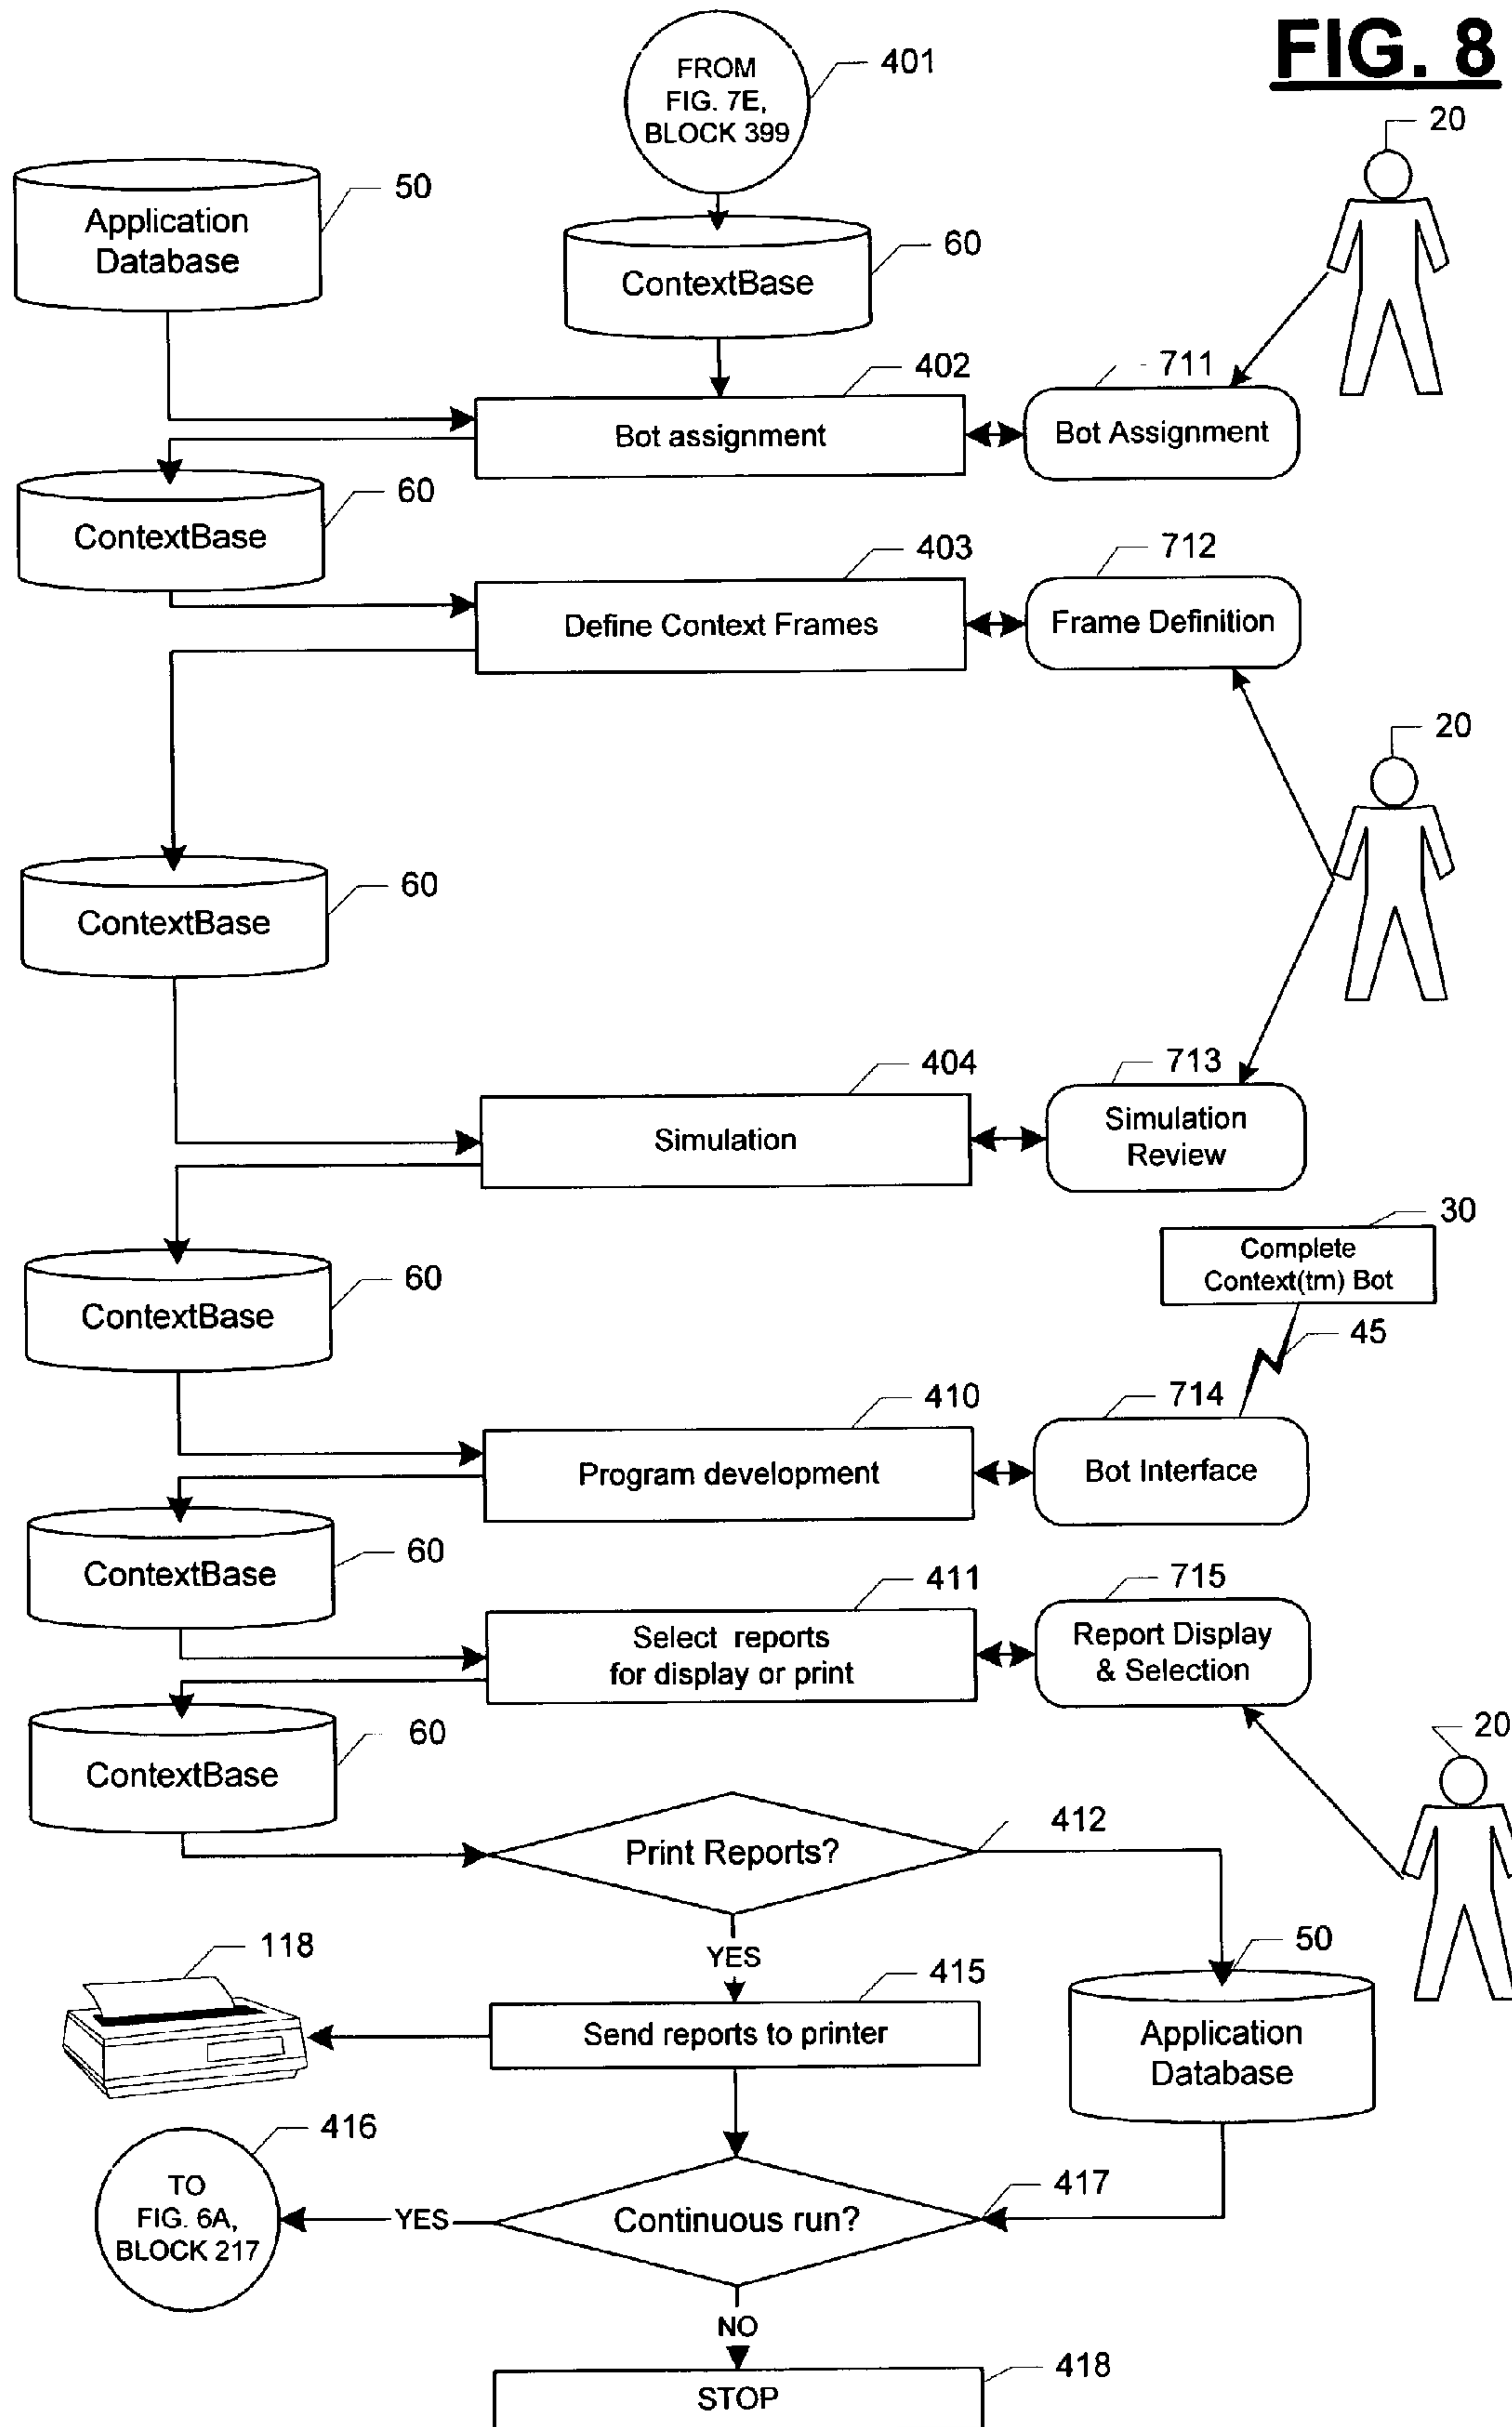 FIG. 8
FROM
FIG. 7E,
BLOCK 399
401
20
Application
Database
50
ContextBase
60
402
Bot assignment
711
Bot Assignment
ContextBase
60
403
Define Context Frames
712
Frame Definition
20
ContextBase
60
404
Simulation
713
Simulation
Review
30
Complete
Context(tm) Bot
45
ContextBase
60
410
Program development
714
Bot Interface
ContextBase
60
411
Select reports
for display or print
715
Report Display
& Selection
20
ContextBase
60
Print Reports?
412
YES
118
415
Send reports to printer
50
Application
Database
416
TO
FIG. 6A,
BLOCK 217
YES
Continuous run?
417
NO
418
STOP